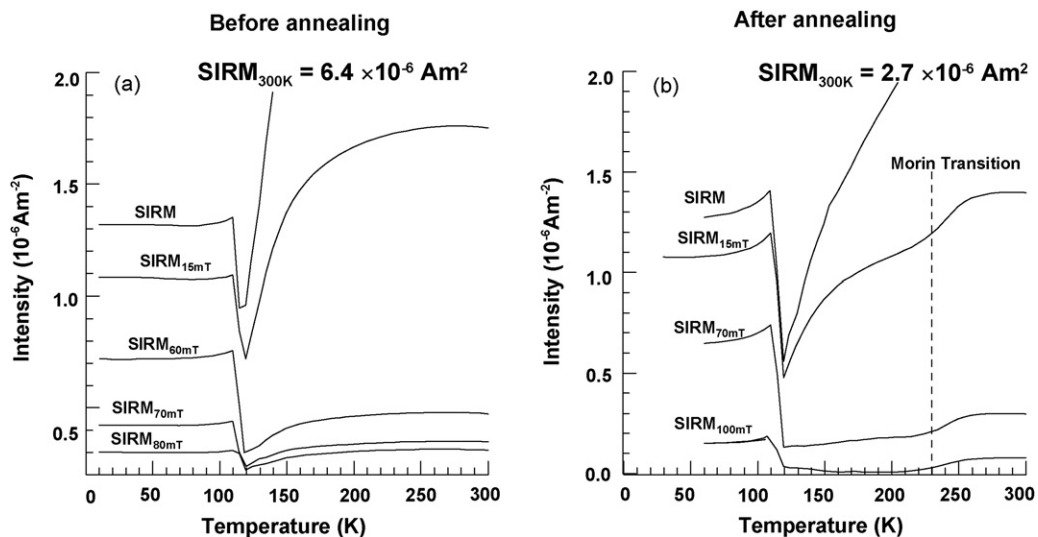 Before annealing
SIRM300K = 6.4 ×10-6 Am2
(a)
2.0
1.5
1.0
0.5
Intensity (10-6Am-2)
SIRM
SIRM15mT
SIRM60mT
SIRM70mT
SIRM80mT
0 50 100 150 200 250 300
Temperature (K)
After annealing
SIRM300K = 2.7 ×10-6 Am2
(b)
2.0
1.5
1.0
0.5
0.0
Intensity (10-6Am-2)
Morin Transition
SIRM
SIRM15mT
SIRM70mT
SIRM100mT
0 50 100 150 200 250 300
Temperature (K)